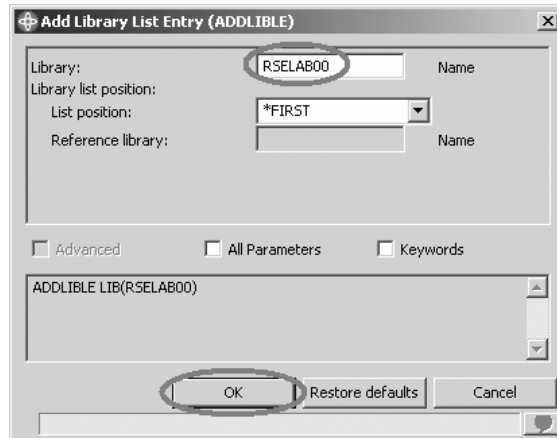 Add Library List Entry (ADDLIBLE)
Library: RSELAB00 Name
Library list position:
List position: *FIRST
Reference library: Name
Advanced All Parameters Keywords
ADDLIBLE LIB(RSELAB00)
OK Restore defaults Cancel